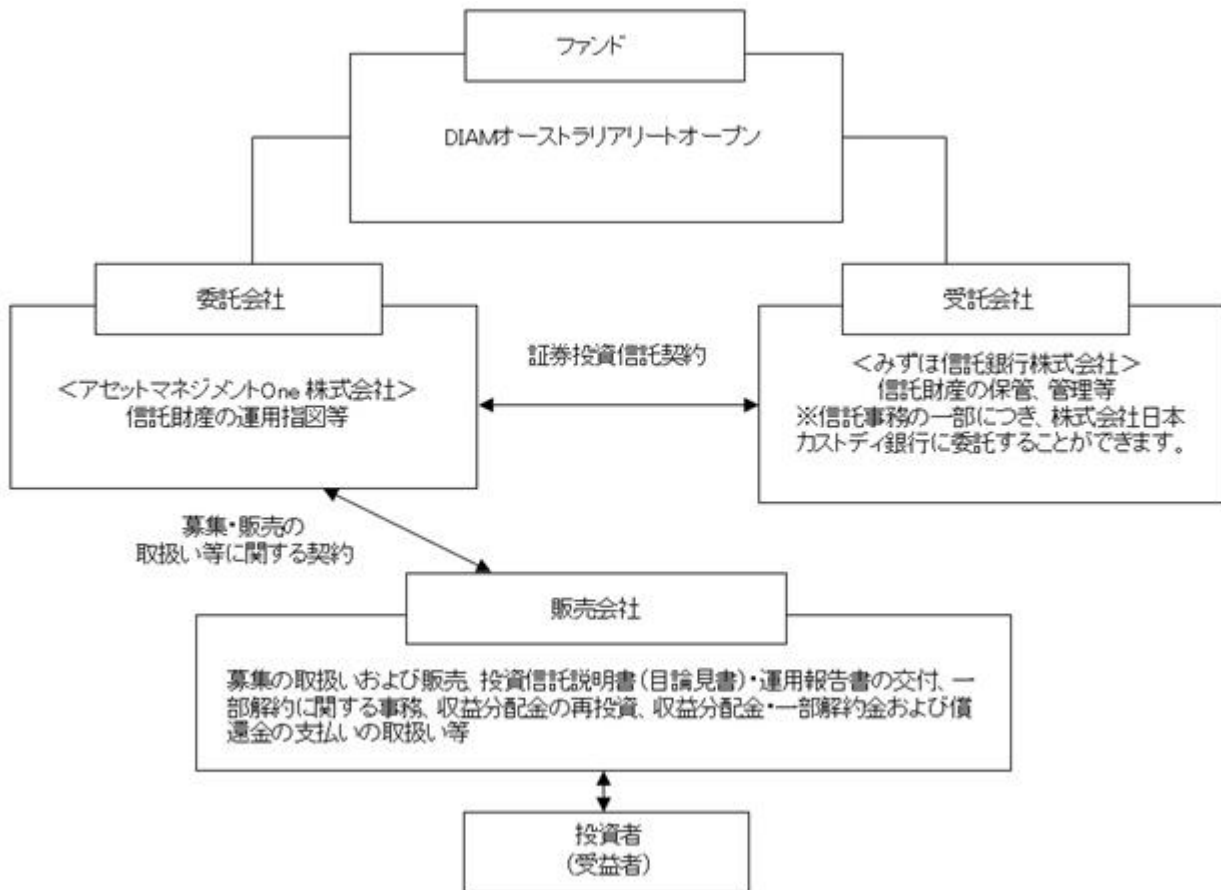 ファンド
DIAMオーストラリアリートオープン
委託会社
<アセットマネジメントOne 株式会社>
信託財産の運用指図等
証券投資信託契約
受託会社
<みずほ信託銀行株式会社>
信託財産の保管、管理等
※信託事務の一部につき、株式会社日本
カストディ銀行に委託することができます。
募集・販売の
取扱い等に関する契約
販売会社
募集の取扱いおよび販売、投資信託説明書(目論見書)・運用報告書の交付、一
部解約に関する事務、収益分配金の再投資、収益分配金・一部解約金および償
還金の支払いの取扱い等
投資者
(受益者)